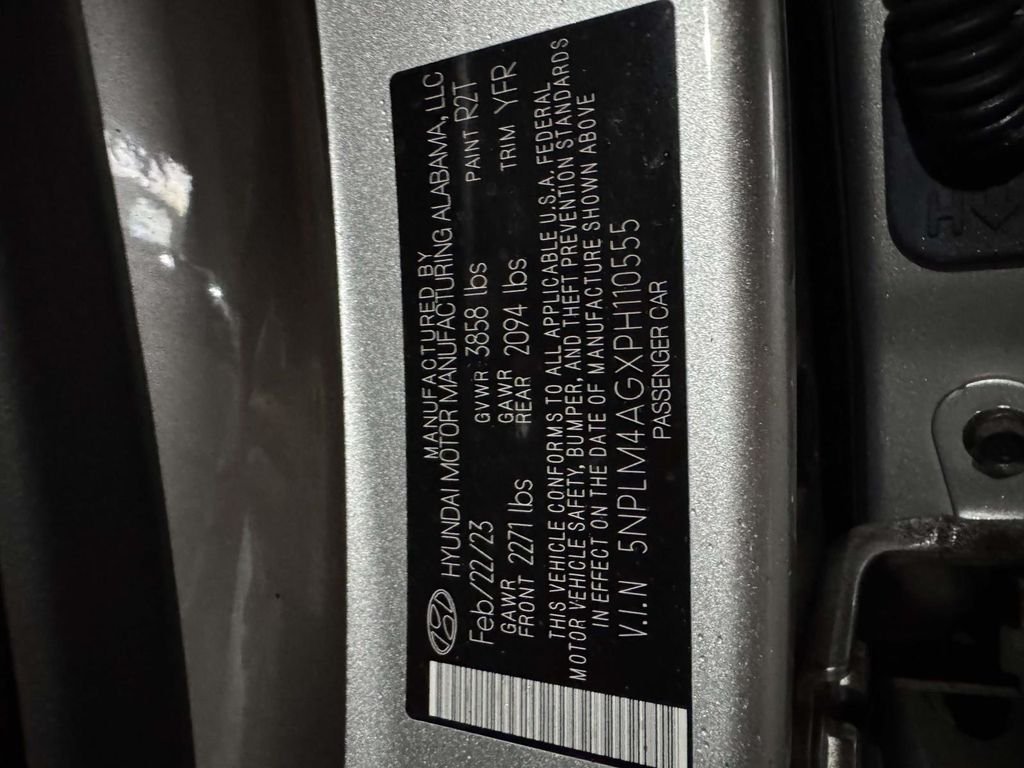 MANUFACTURED BY
HYUNDAI MOTOR MANUFACTURING ALABAMA, LLC
Feb/22/23 GVWR 3858 lbs PAINT R2T
GAWR FRONT 2271 lbs GAWR REAR 2094 lbs TRIM YFR
THIS VEHICLE CONFORMS TO ALL APPLICABLE U.S.A. FEDERAL
MOTOR VEHICLE SAFETY, BUMPER, AND THEFT PREVENTION STANDARDS
IN EFFECT ON THE DATE OF MANUFACTURE SHOWN ABOVE
V.I.N 5NPLM4AGXPH110555
PASSENGER CAR
H